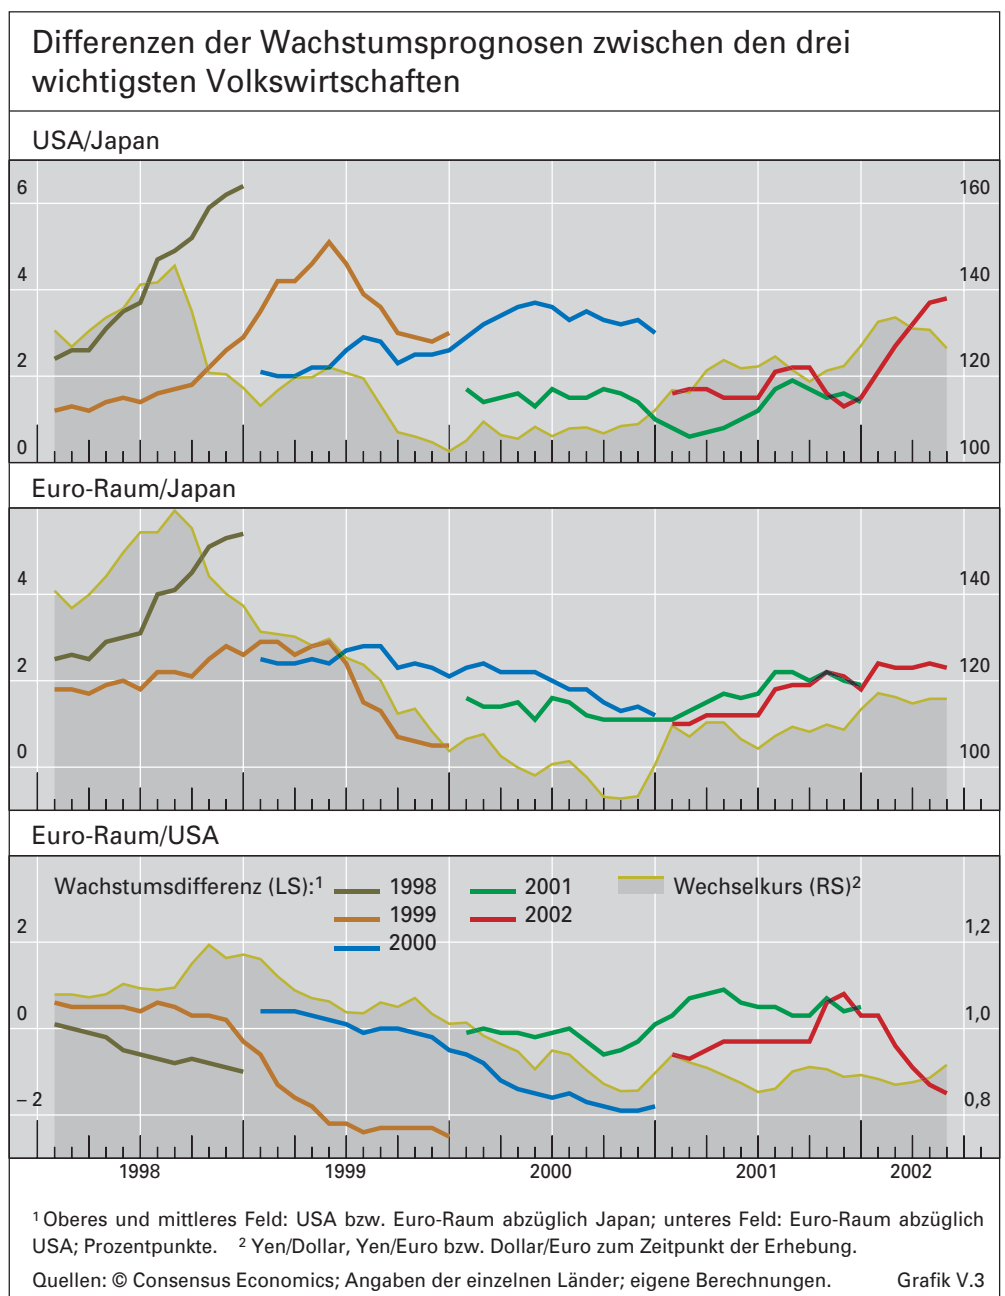 Differenzen der Wachstumsprognosen zwischen den drei
wichtigsten Volkswirtschaften
USA/Japan
6 160
4 140
2 120
0 100
Euro-Raum/Japan
4 140
2 120
0 100
Euro-Raum/USA
Wachstumsdifferenz (LS):¹ 1998 2001 Wechselkurs (RS)²
1999 2002
2000
2 1,2
0 1,0
– 2 0,8
1998 1999 2000 2001 2002
¹ Oberes und mittleres Feld: USA bzw. Euro-Raum abzüglich Japan; unteres Feld: Euro-Raum abzüglich
USA; Prozentpunkte. ² Yen/Dollar, Yen/Euro bzw. Dollar/Euro zum Zeitpunkt der Erhebung.
Quellen: © Consensus Economics; Angaben der einzelnen Länder; eigene Berechnungen. Grafik V.3